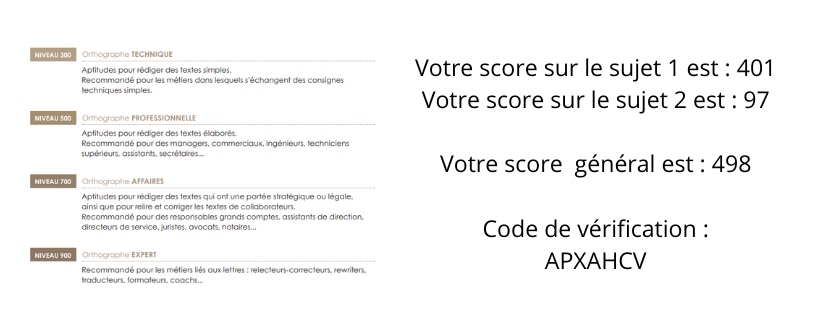 NIVEAU 300 Orthographe TECHNIQUE
Aptitudes pour rédiger des textes simples.
Recommandé pour les métiers dans lesquels s'échangent des consignes
techniques simples.
NIVEAU 500 Orthographe PROFESSIONNELLE
Aptitudes pour rédiger des textes élaborés.
Recommandé pour des managers, commerciaux, ingénieurs, techniciens
supérieurs, assistants, secrétaires...
NIVEAU 700 Orthographe AFFAIRES
Aptitudes pour rédiger des textes qui ont une portée stratégique ou légale,
ainsi que pour relire et corriger les textes de collaborateurs.
Recommandé pour des responsables grands comptes, assistants de direction,
directeurs de service, juristes, avocats, notaires...
NIVEAU 900 Orthographe EXPERT
Recommandé pour les métiers liés aux lettres : relecteurs-correcteurs, rewriters,
traducteurs, formateurs, coachs...
Votre score sur le sujet 1 est : 401
Votre score sur le sujet 2 est : 97
Votre score général est : 498
Code de vérification :
APXAHCV